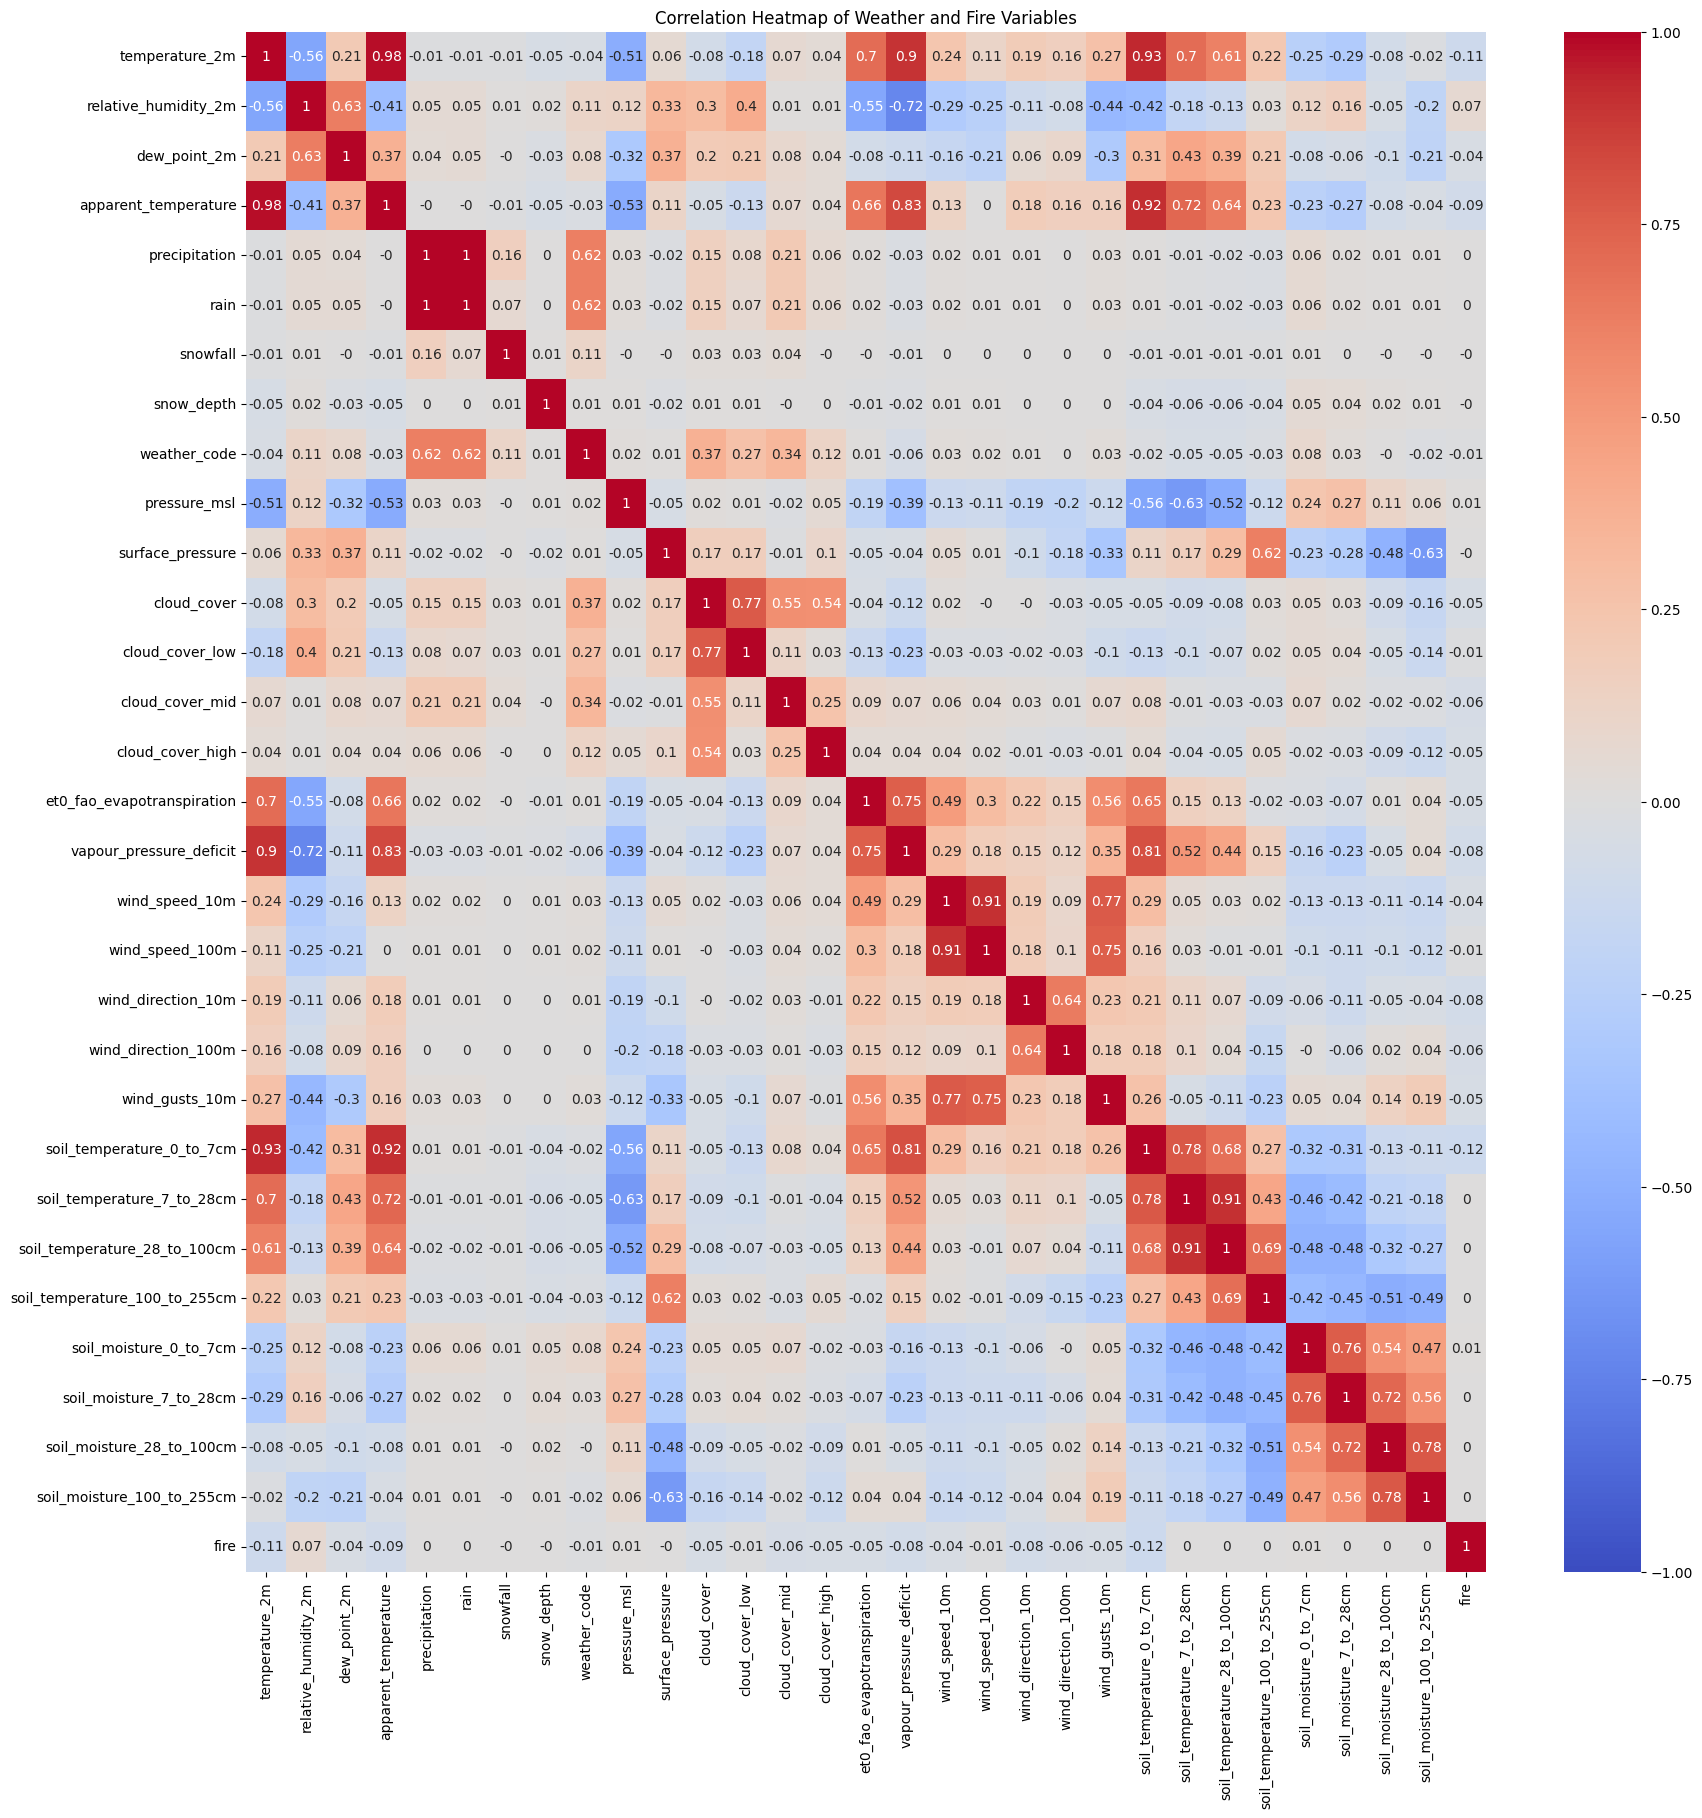 Correlation Heatmap of Weather and Fire Variables
temperature_2m 1 -0.56 0.21 0.98 -0.01 -0.01 -0.01 -0.05 -0.04 -0.51 0.06 -0.08 -0.18 0.07 0.04 0.7 0.9 0.24 0.11 0.19 0.16 0.27 0.93 0.7 0.61 0.22 -0.25 -0.29 -0.08 -0.02 -0.11
relative_humidity_2m -0.56 1 0.63 -0.41 0.05 0.05 0.01 0.02 0.11 0.12 0.33 0.3 0.4 0.01 0.01 -0.55 -0.72 -0.29 -0.25 -0.11 -0.08 -0.44 -0.42 -0.18 -0.13 0.03 0.12 0.16 -0.05 -0.2 0.07
dew_point_2m 0.21 0.63 1 0.37 0.04 0.05 -0 -0.03 0.08 -0.32 0.37 0.2 0.21 0.08 0.04 -0.08 -0.11 -0.16 -0.21 0.06 0.09 -0.3 0.31 0.43 0.39 0.21 -0.08 -0.06 -0.1 -0.21 -0.04
apparent_temperature 0.98 -0.41 0.37 1 -0 -0 -0.01 -0.05 -0.03 -0.53 0.11 -0.05 -0.13 0.07 0.04 0.66 0.83 0.13 0 0.18 0.16 0.16 0.92 0.72 0.64 0.23 -0.23 -0.27 -0.08 -0.04 -0.09
precipitation -0.01 0.05 0.04 -0 1 1 0.16 0 0.62 0.03 -0.02 0.15 0.08 0.21 0.06 0.02 -0.03 0.02 0.01 0.01 0 0.03 0.01 -0.01 -0.02 -0.03 0.06 0.02 0.01 0.01 0
rain -0.01 0.05 0.05 -0 1 1 0.07 0 0.62 0.03 -0.02 0.15 0.07 0.21 0.06 0.02 -0.03 0.02 0.01 0.01 0 0.03 0.01 -0.01 -0.02 -0.03 0.06 0.02 0.01 0.01 0
snowfall -0.01 0.01 -0 -0.01 0.16 0.07 1 0.01 0.11 -0 -0 0.03 0.03 0.04 -0 -0 -0.01 0 0 0 0 0 -0.01 -0.01 -0.01 -0.01 0.01 0 -0 -0 -0
snow_depth -0.05 0.02 -0.03 -0.05 0 0 0.01 1 0.01 0.01 -0.02 0.01 0.01 -0 0 -0.01 -0.02 0.01 0.01 0 0 0 -0.04 -0.06 -0.06 -0.04 0.05 0.04 0.02 0.01 -0
weather_code -0.04 0.11 0.08 -0.03 0.62 0.62 0.11 0.01 1 0.02 0.01 0.37 0.27 0.34 0.12 0.01 -0.06 0.03 0.02 0.01 0 0.03 -0.02 -0.05 -0.05 -0.03 0.08 0.03 -0 -0.02 -0.01
pressure_msl -0.51 0.12 -0.32 -0.53 0.03 0.03 -0 0.01 0.02 1 -0.05 0.02 0.01 -0.02 0.05 -0.19 -0.39 -0.13 -0.11 -0.19 -0.2 -0.12 -0.56 -0.63 -0.52 -0.12 0.24 0.27 0.11 0.06 0.01
surface_pressure 0.06 0.33 0.37 0.11 -0.02 -0.02 -0 -0.02 0.01 -0.05 1 0.17 0.17 -0.01 0.1 -0.05 -0.04 0.05 0.01 -0.1 -0.18 -0.33 0.11 0.17 0.29 0.62 -0.23 -0.28 -0.48 -0.63 -0
cloud_cover -0.08 0.3 0.2 -0.05 0.15 0.15 0.03 0.01 0.37 0.02 0.17 1 0.77 0.55 0.54 -0.04 -0.12 0.02 -0 -0 -0.03 -0.05 -0.05 -0.09 -0.08 0.03 0.05 0.03 -0.09 -0.16 -0.05
cloud_cover_low -0.18 0.4 0.21 -0.13 0.08 0.07 0.03 0.01 0.27 0.01 0.17 0.77 1 0.11 0.03 -0.13 -0.23 -0.03 -0.03 -0.02 -0.03 -0.1 -0.13 -0.1 -0.07 0.02 0.05 0.04 -0.05 -0.14 -0.01
cloud_cover_mid 0.07 0.01 0.08 0.07 0.21 0.21 0.04 -0 0.34 -0.02 -0.01 0.55 0.11 1 0.25 0.09 0.07 0.06 0.04 0.03 0.01 0.07 0.08 -0.01 -0.03 -0.03 0.07 0.02 -0.02 -0.02 -0.06
cloud_cover_high 0.04 0.01 0.04 0.04 0.06 0.06 -0 0 0.12 0.05 0.1 0.54 0.03 0.25 1 0.04 0.04 0.04 0.02 -0.01 -0.03 -0.01 0.04 -0.04 -0.05 0.05 -0.02 -0.03 -0.09 -0.12 -0.05
et0_fao_evapotranspiration 0.7 -0.55 -0.08 0.66 0.02 0.02 -0 -0.01 0.01 -0.19 -0.05 -0.04 -0.13 0.09 0.04 1 0.75 0.49 0.3 0.22 0.15 0.56 0.65 0.15 0.13 -0.02 -0.03 -0.07 0.01 0.04 -0.05
vapour_pressure_deficit 0.9 -0.72 -0.11 0.83 -0.03 -0.03 -0.01 -0.02 -0.06 -0.39 -0.04 -0.12 -0.23 0.07 0.04 0.75 1 0.29 0.18 0.15 0.12 0.35 0.81 0.52 0.44 0.15 -0.16 -0.23 -0.05 0.04 -0.08
wind_speed_10m 0.24 -0.29 -0.16 0.13 0.02 0.02 0 0.01 0.03 -0.13 0.05 0.02 -0.03 0.06 0.04 0.49 0.29 1 0.91 0.19 0.09 0.77 0.29 0.05 0.03 0.02 -0.13 -0.13 -0.11 -0.14 -0.04
wind_speed_100m 0.11 -0.25 -0.21 0 0.01 0.01 0 0.01 0.02 -0.11 0.01 -0 -0.03 0.04 0.02 0.3 0.18 0.91 1 0.18 0.1 0.75 0.16 0.03 -0.01 -0.01 -0.1 -0.11 -0.1 -0.12 -0.01
wind_direction_10m 0.19 -0.11 0.06 0.18 0.01 0.01 0 0 0.01 -0.19 -0.1 -0 -0.02 0.03 -0.01 0.22 0.15 0.19 0.18 1 0.64 0.23 0.21 0.11 0.07 -0.09 -0.06 -0.11 -0.05 -0.04 -0.08
wind_direction_100m 0.16 -0.08 0.09 0.16 0 0 0 0 0 -0.2 -0.18 -0.03 -0.03 0.01 -0.03 0.15 0.12 0.09 0.1 0.64 1 0.18 0.18 0.1 0.04 -0.15 -0 -0.06 0.02 0.04 -0.06
wind_gusts_10m 0.27 -0.44 -0.3 0.16 0.03 0.03 0 0 0.03 -0.12 -0.33 -0.05 -0.1 0.07 -0.01 0.56 0.35 0.77 0.75 0.23 0.18 1 0.26 -0.05 -0.11 -0.23 0.05 0.04 0.14 0.19 -0.05
soil_temperature_0_to_7cm 0.93 -0.42 0.31 0.92 0.01 0.01 -0.01 -0.04 -0.02 -0.56 0.11 -0.05 -0.13 0.08 0.04 0.65 0.81 0.29 0.16 0.21 0.18 0.26 1 0.78 0.68 0.27 -0.32 -0.31 -0.13 -0.11 -0.12
soil_temperature_7_to_28cm 0.7 -0.18 0.43 0.72 -0.01 -0.01 -0.01 -0.06 -0.05 -0.63 0.17 -0.09 -0.1 -0.01 -0.04 0.15 0.52 0.05 0.03 0.11 0.1 -0.05 0.78 1 0.91 0.43 -0.46 -0.42 -0.21 -0.18 0
soil_temperature_28_to_100cm 0.61 -0.13 0.39 0.64 -0.02 -0.02 -0.01 -0.06 -0.05 -0.52 0.29 -0.08 -0.07 -0.03 -0.05 0.13 0.44 0.03 -0.01 0.07 0.04 -0.11 0.68 0.91 1 0.69 -0.48 -0.48 -0.32 -0.27 0
soil_temperature_100_to_255cm 0.22 0.03 0.21 0.23 -0.03 -0.03 -0.01 -0.04 -0.03 -0.12 0.62 0.03 0.02 -0.03 0.05 -0.02 0.15 0.02 -0.01 -0.09 -0.15 -0.23 0.27 0.43 0.69 1 -0.42 -0.45 -0.51 -0.49 0
soil_moisture_0_to_7cm -0.25 0.12 -0.08 -0.23 0.06 0.06 0.01 0.05 0.08 0.24 -0.23 0.05 0.05 0.07 -0.02 -0.03 -0.16 -0.13 -0.1 -0.06 -0 0.05 -0.32 -0.46 -0.48 -0.42 1 0.76 0.54 0.47 0.01
soil_moisture_7_to_28cm -0.29 0.16 -0.06 -0.27 0.02 0.02 0 0.04 0.03 0.27 -0.28 0.03 0.04 0.02 -0.03 -0.07 -0.23 -0.13 -0.11 -0.11 -0.06 0.04 -0.31 -0.42 -0.48 -0.45 0.76 1 0.72 0.56 0
soil_moisture_28_to_100cm -0.08 -0.05 -0.1 -0.08 0.01 0.01 -0 0.02 -0 0.11 -0.48 -0.09 -0.05 -0.02 -0.09 0.01 -0.05 -0.11 -0.1 -0.05 0.02 0.14 -0.13 -0.21 -0.32 -0.51 0.54 0.72 1 0.78 0
soil_moisture_100_to_255cm -0.02 -0.2 -0.21 -0.04 0.01 0.01 -0 0.01 -0.02 0.06 -0.63 -0.16 -0.14 -0.02 -0.12 0.04 0.04 -0.14 -0.12 -0.04 0.04 0.19 -0.11 -0.18 -0.27 -0.49 0.47 0.56 0.78 1 0
fire -0.11 0.07 -0.04 -0.09 0 0 -0 -0 -0.01 0.01 -0 -0.05 -0.01 -0.06 -0.05 -0.05 -0.08 -0.04 -0.01 -0.08 -0.06 -0.05 -0.12 0 0 0 0.01 0 0 0 1
temperature_2m
relative_humidity_2m
dew_point_2m
apparent_temperature
precipitation
rain
snowfall
snow_depth
weather_code
pressure_msl
surface_pressure
cloud_cover
cloud_cover_low
cloud_cover_mid
cloud_cover_high
et0_fao_evapotranspiration
vapour_pressure_deficit
wind_speed_10m
wind_speed_100m
wind_direction_10m
wind_direction_100m
wind_gusts_10m
soil_temperature_0_to_7cm
soil_temperature_7_to_28cm
soil_temperature_28_to_100cm
soil_temperature_100_to_255cm
soil_moisture_0_to_7cm
soil_moisture_7_to_28cm
soil_moisture_28_to_100cm
soil_moisture_100_to_255cm
fire
1.00
0.75
0.50
0.25
0.00
−0.25
−0.50
−0.75
−1.00